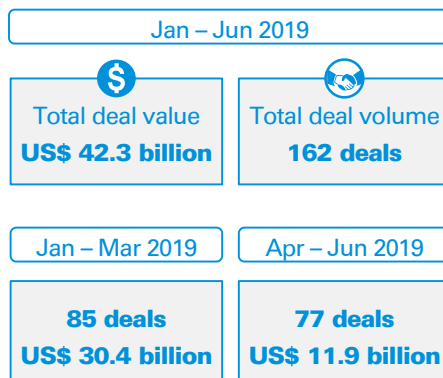 Jan – Jun 2019
$
Total deal value
US$ 42.3 billion
Total deal volume
162 deals
Jan – Mar 2019
Apr – Jun 2019
85 deals
US$ 30.4 billion
77 deals
US$ 11.9 billion